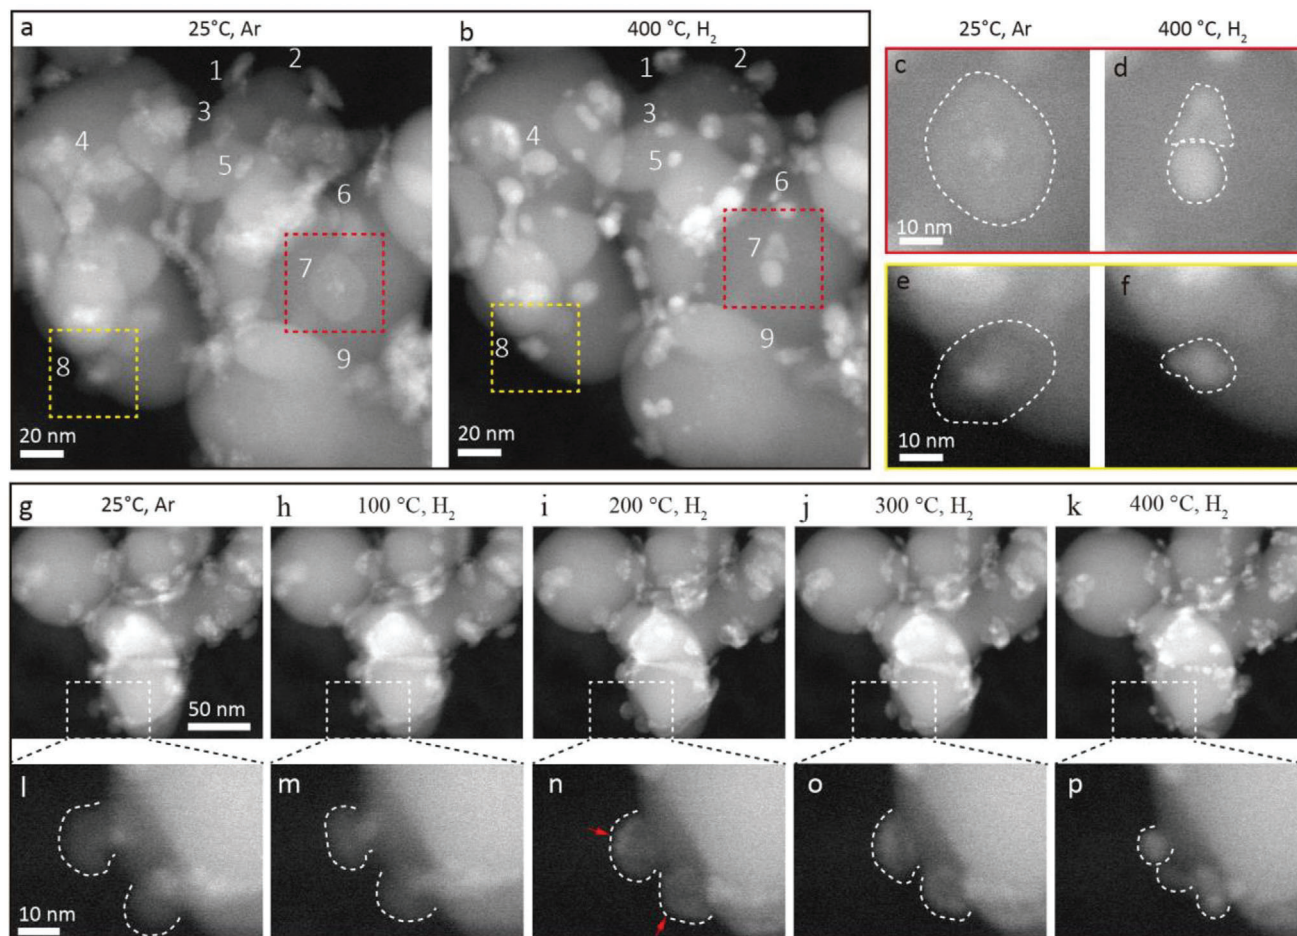 a 25°C, Ar
b 400 °C, H₂
25°C, Ar 400 °C, H₂
1 2 3 4 5 6 7 8 9
20 nm
1 2 3 4 5 6 7 8 9
20 nm
c d
10 nm
e f
10 nm
g 25°C, Ar h 100 °C, H₂ i 200 °C, H₂ j 300 °C, H₂ k 400 °C, H₂
50 nm
l m n o p
10 nm